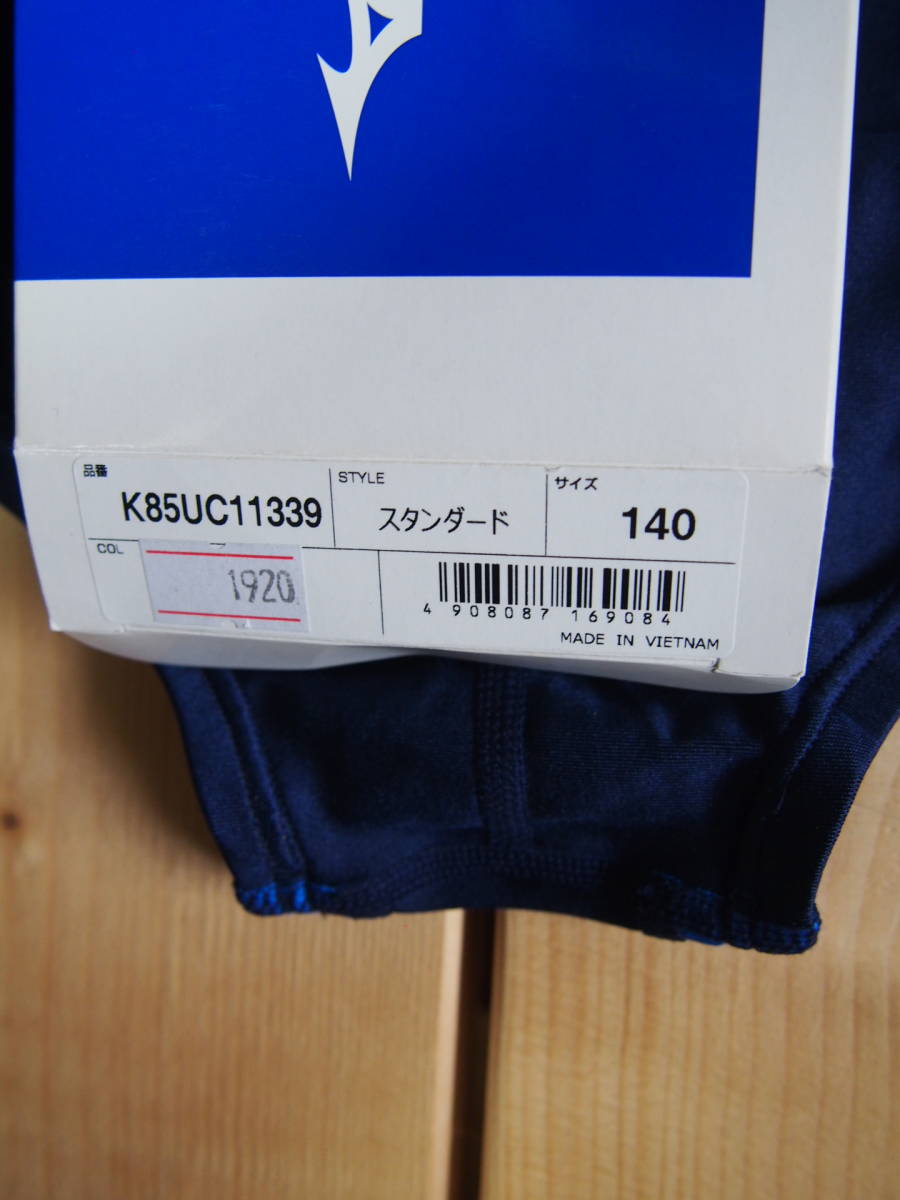 品番
K85UC11339
STYLE
スタンダード
サイズ
140
COL
1920
4 908087 169084
MADE IN VIETNAM